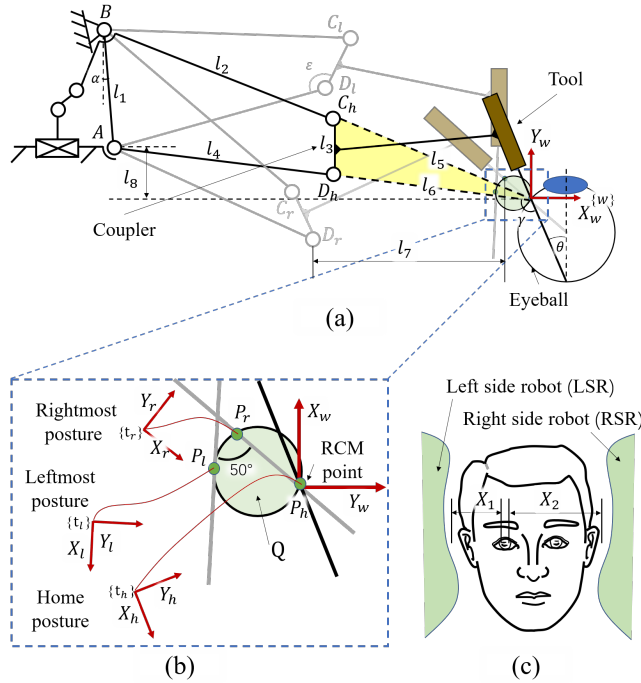 B
C_l
α
l_1
l_2
ε
D_l
C_h
Tool
A
l_4
l_3
l_5
Y_w
l_8
l_6
D_h
C_r
{w}
X_w
γ
Coupler
D_r
θ
l_7
Eyeball
(a)
Y_r
Rightmost
posture
{t_r}
X_r
P_r
X_w
RCM
point
P_l
50°
Leftmost
posture
P_h
Y_w
{t_l}
X_l
Y_l
Q
{t_h}
Y_h
X_h
Home
posture
(b)
Left side robot (LSR)
Right side robot (RSR)
X_1
X_2
(c)